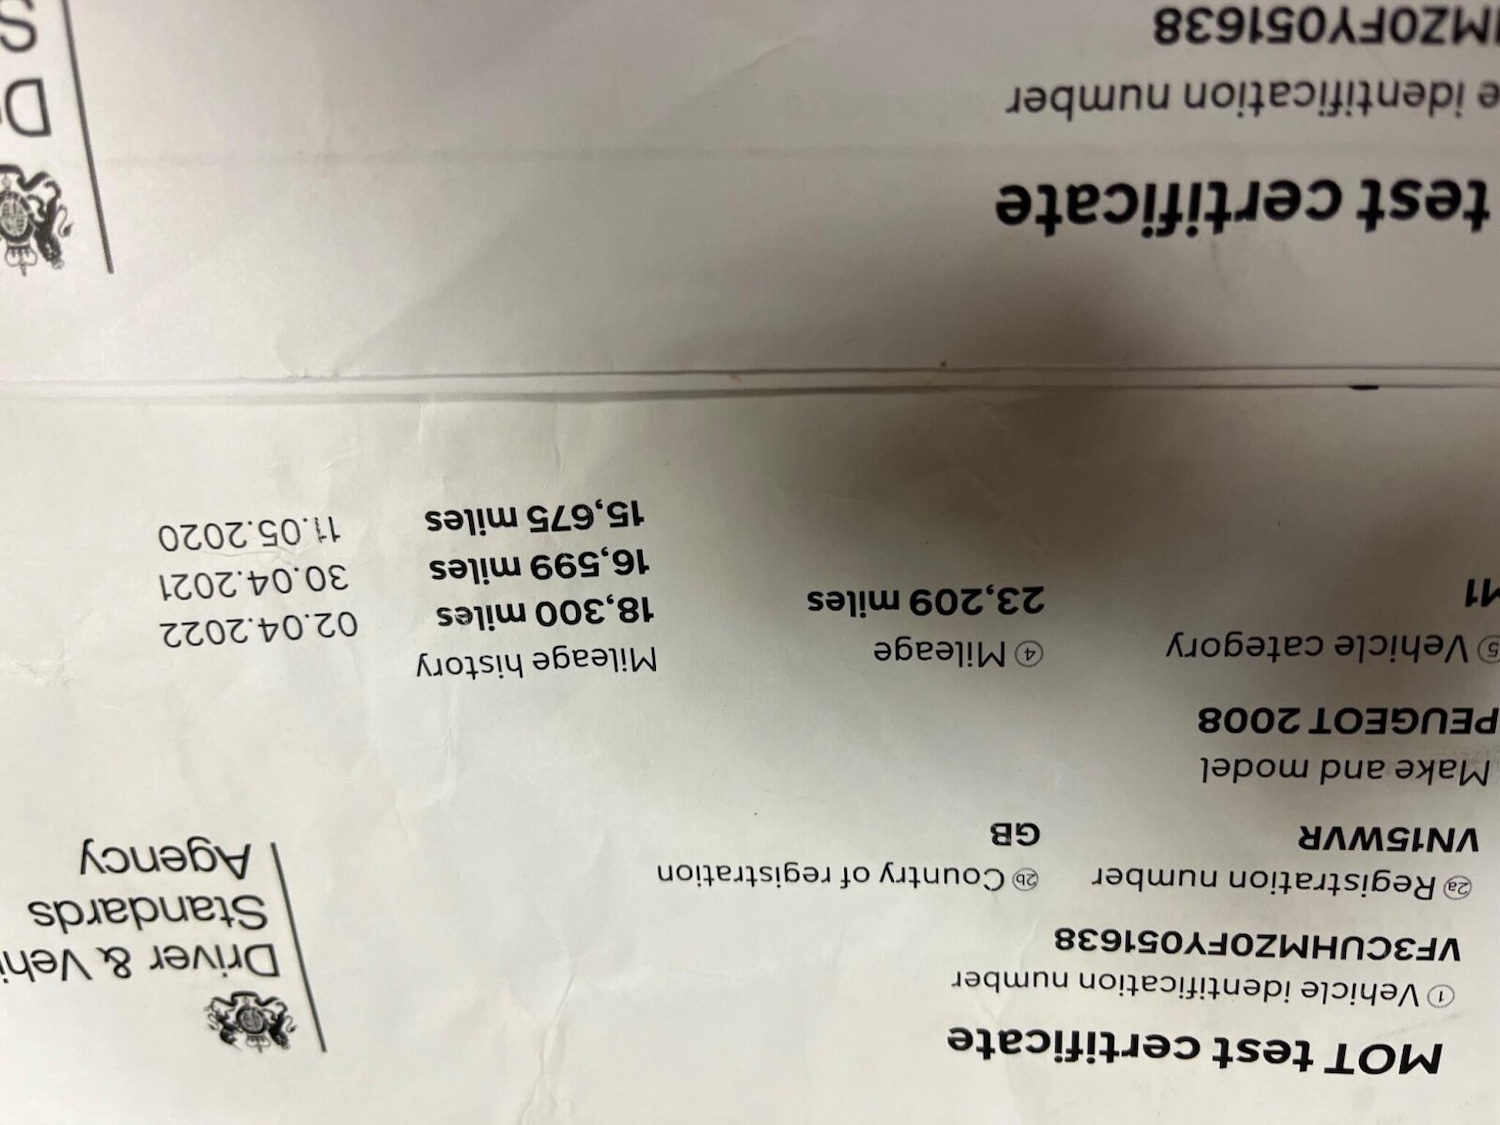 MOT test certificate
1 Vehicle identification number
VF3CUHMZ0FY051638
Driver & Vehi
Standards
Agency
2a Registration number
VN15WVR
2b Country of registration
GB
Make and model
PEUGEOT 2008
5 Vehicle category
M1
4 Mileage
23,209 miles
Mileage history
18,300 miles 02.04.2022
16,599 miles 30.04.2021
15,675 miles 11.05.2020
test certificate
e identification number
MZ0FY051638
D
S